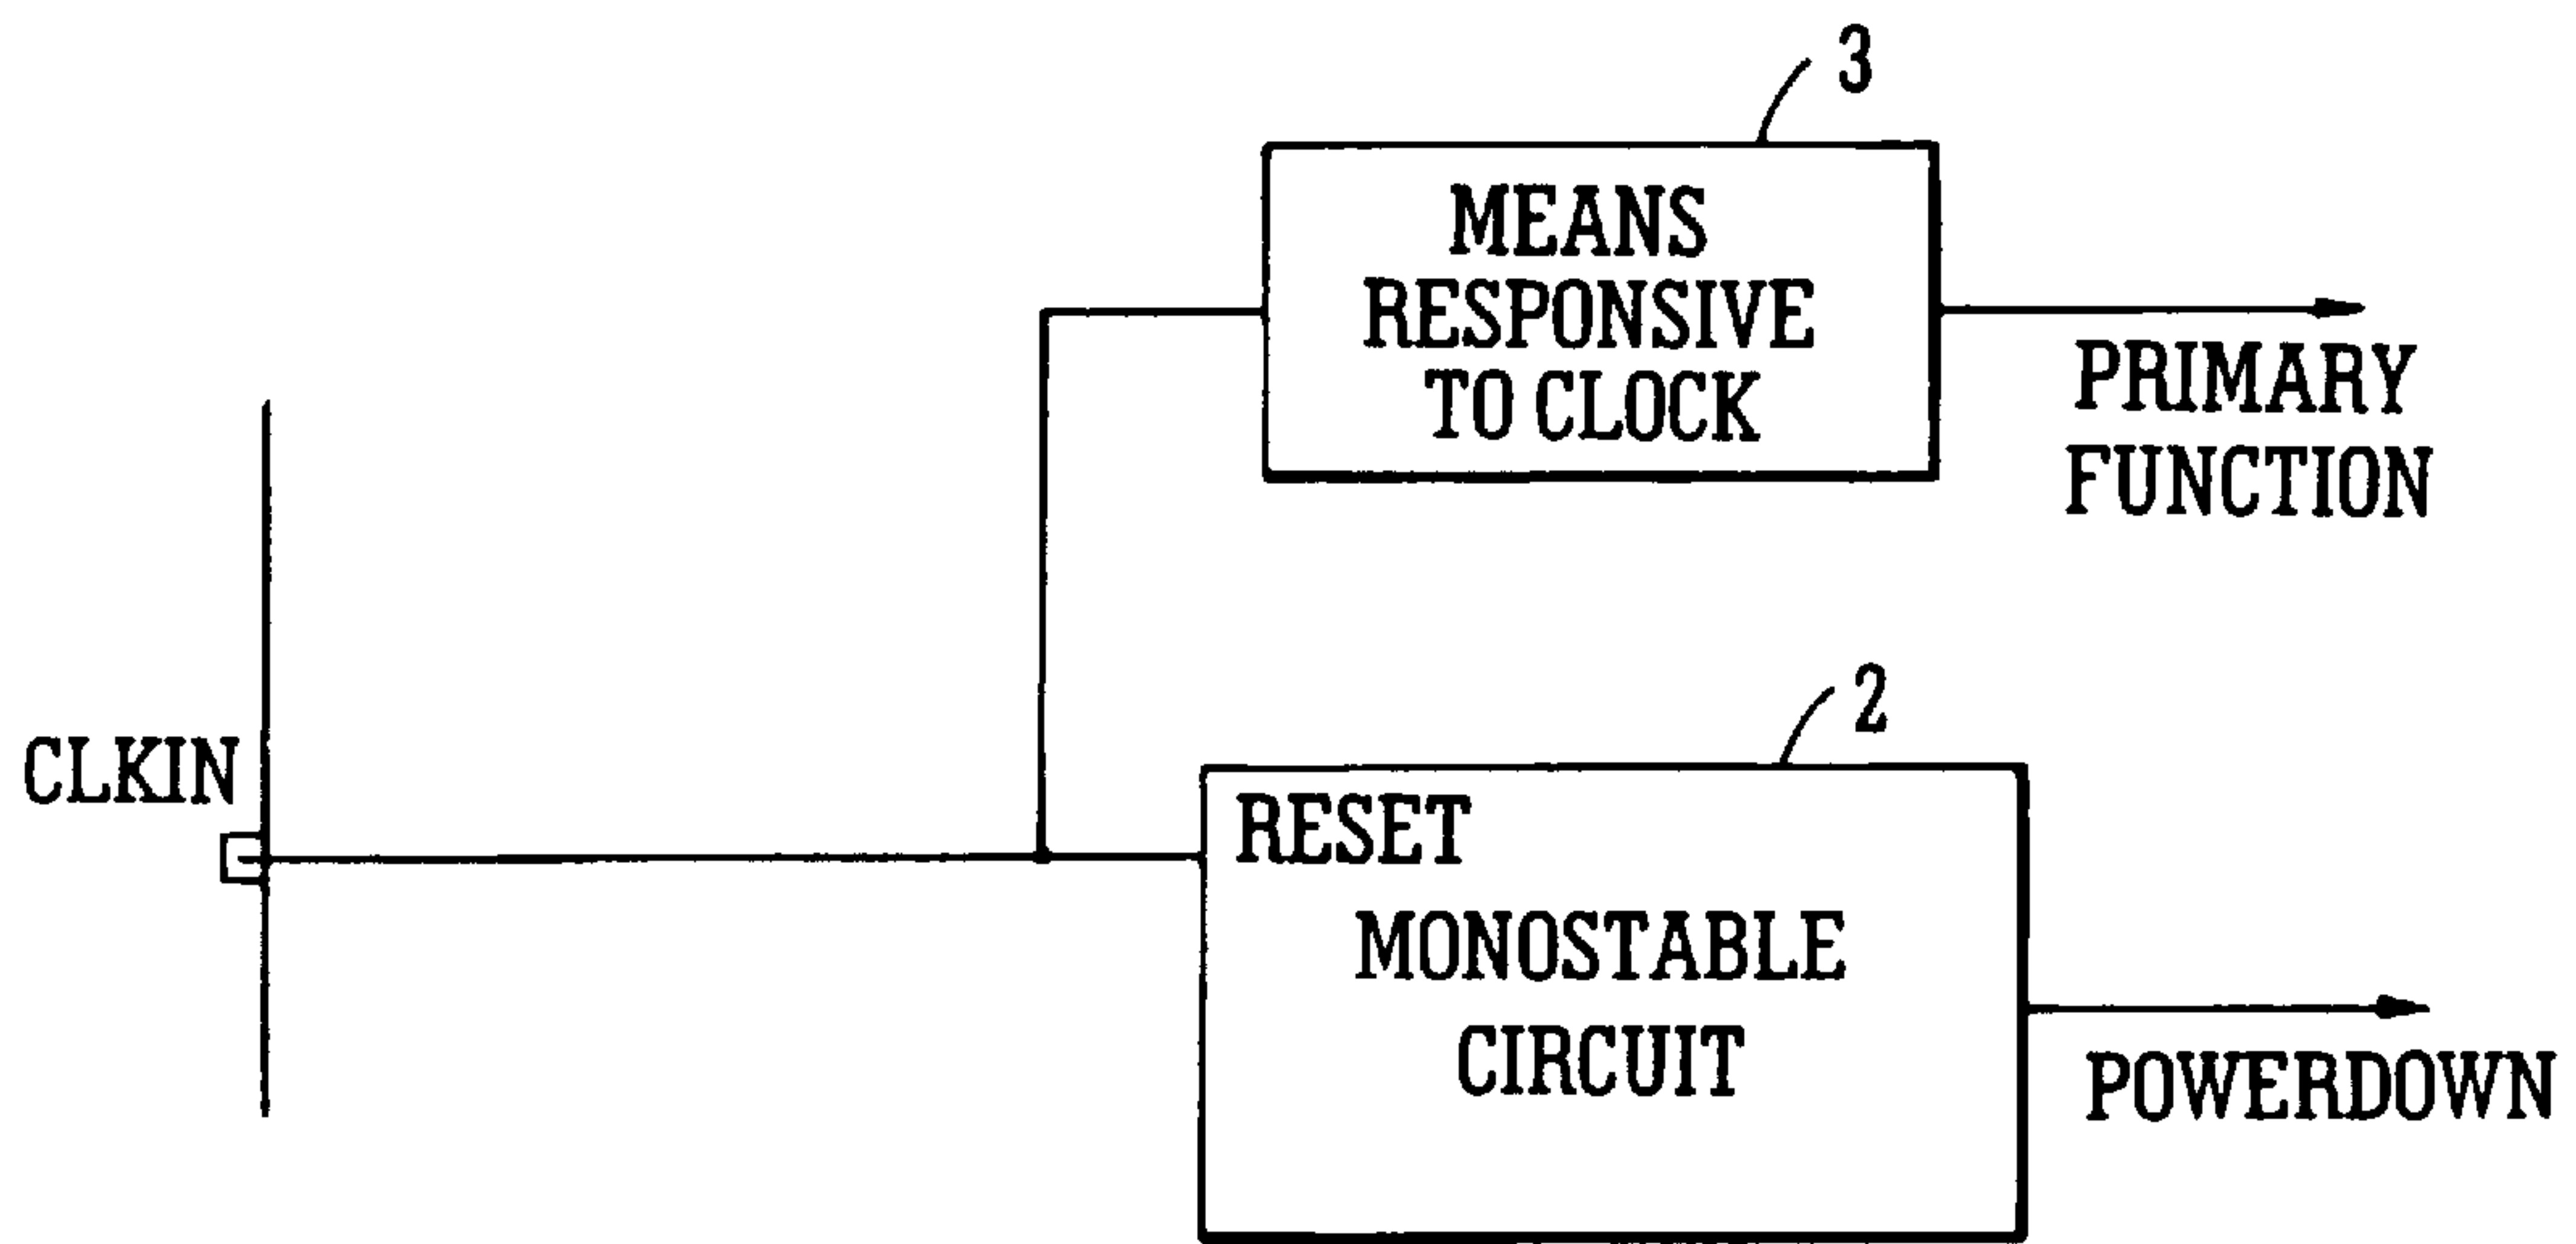 3
MEANS
RESPONSIVE
TO CLOCK
PRIMARY
FUNCTION
2
CLKIN
RESET
MONOSTABLE
CIRCUIT
POWERDOWN